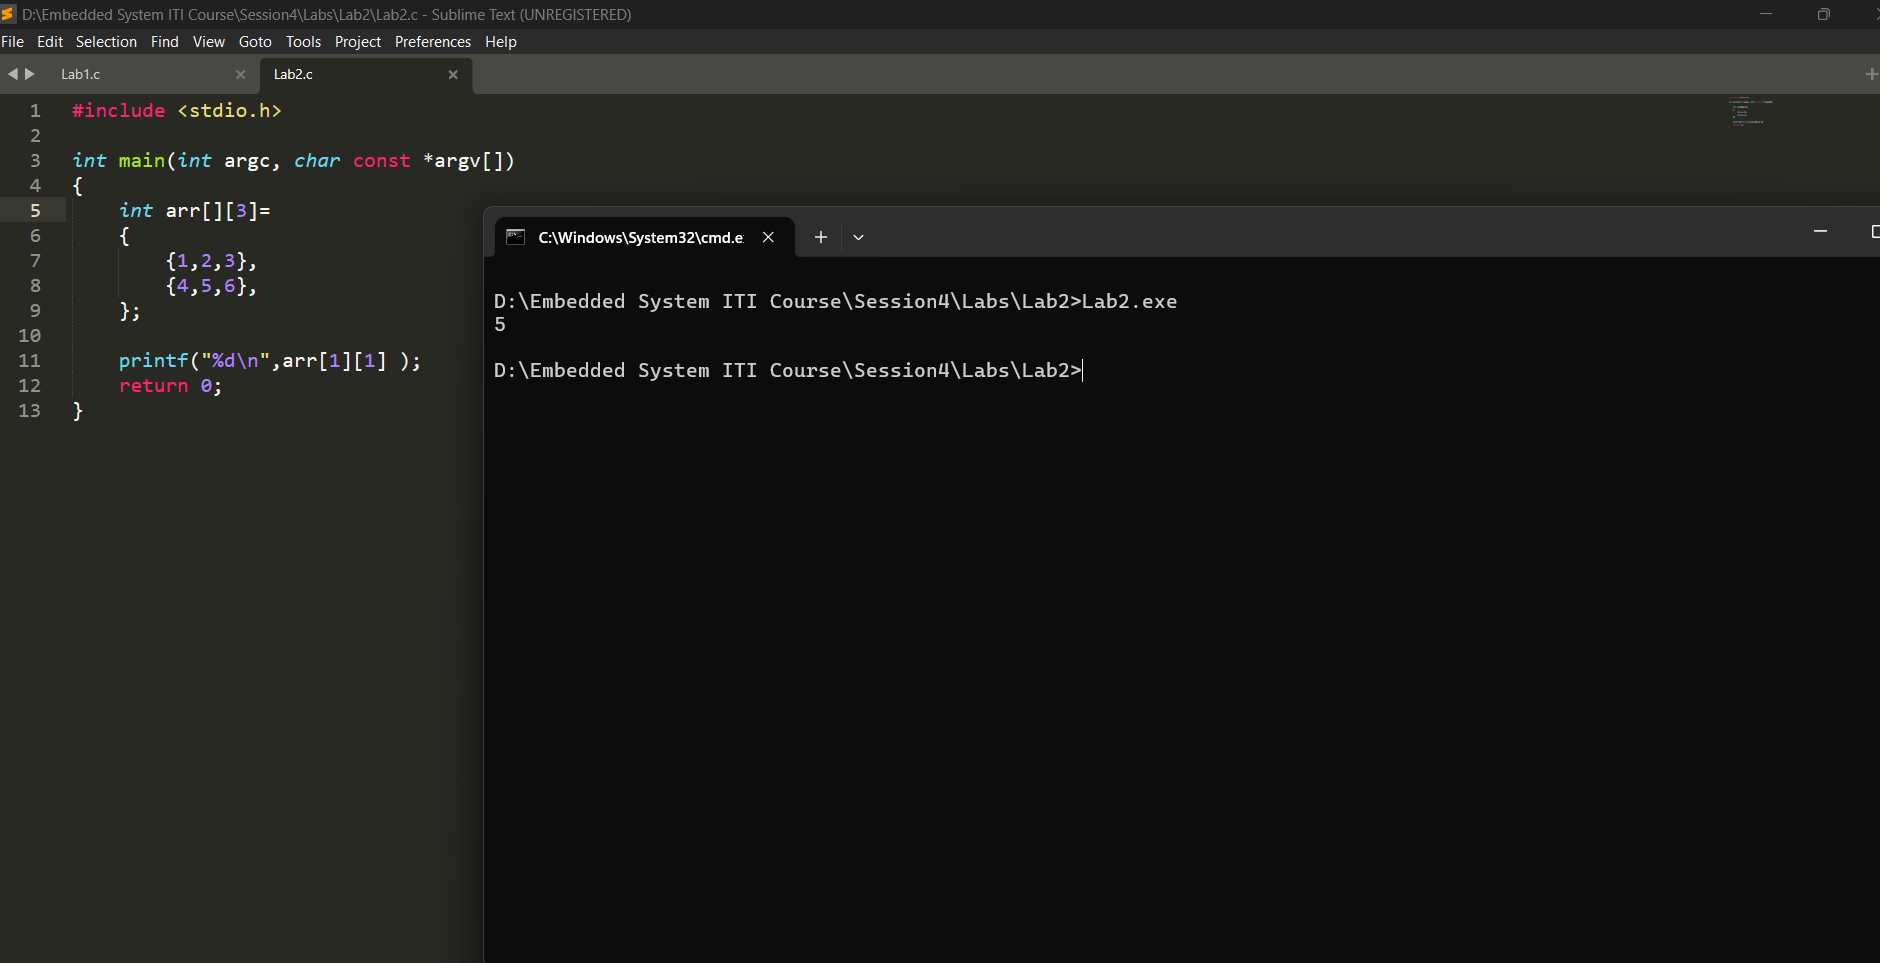 D:\Embedded System ITI Course\Session4\Labs\Lab2\Lab2.c - Sublime Text (UNREGISTERED)
File Edit Selection Find View Goto Tools Project Preferences Help
Lab1.c
Lab2.c
1 #include <stdio.h>
2
3 int main(int argc, char const *argv[])
4 {
5     int arr[][3]=
6     {
7         {1,2,3},
8         {4,5,6},
9     };
10
11     printf("%d\n",arr[1][1] );
12     return 0;
13 }
C:\Windows\System32\cmd.e
D:\Embedded System ITI Course\Session4\Labs\Lab2>Lab2.exe
5
D:\Embedded System ITI Course\Session4\Labs\Lab2>